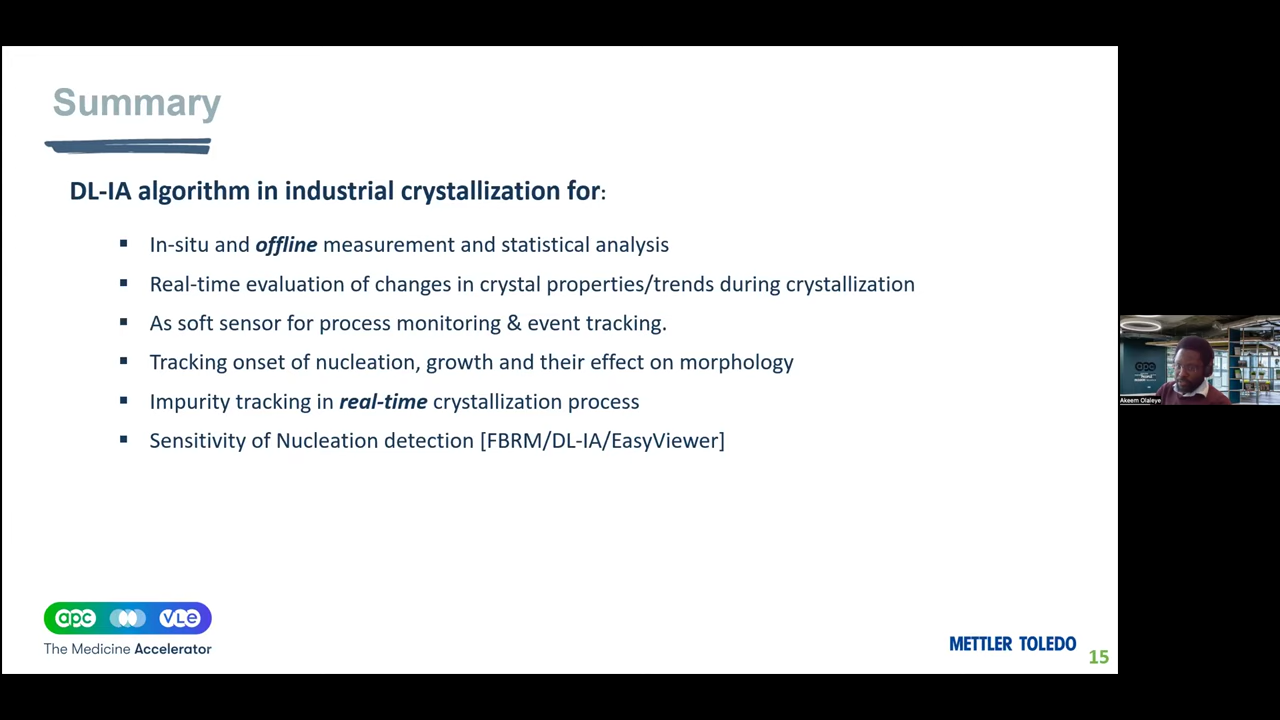 Summary
DL-IA algorithm in industrial crystallization for:
In-situ and offline measurement and statistical analysis
Real-time evaluation of changes in crystal properties/trends during crystallization
As soft sensor for process monitoring & event tracking.
Tracking onset of nucleation, growth and their effect on morphology
Impurity tracking in real-time crystallization process
Sensitivity of Nucleation detection [FBRM/DL-IA/EasyViewer]
apc VLe
The Medicine Accelerator
METTLER TOLEDO
15
apc
Akeem Olaleye